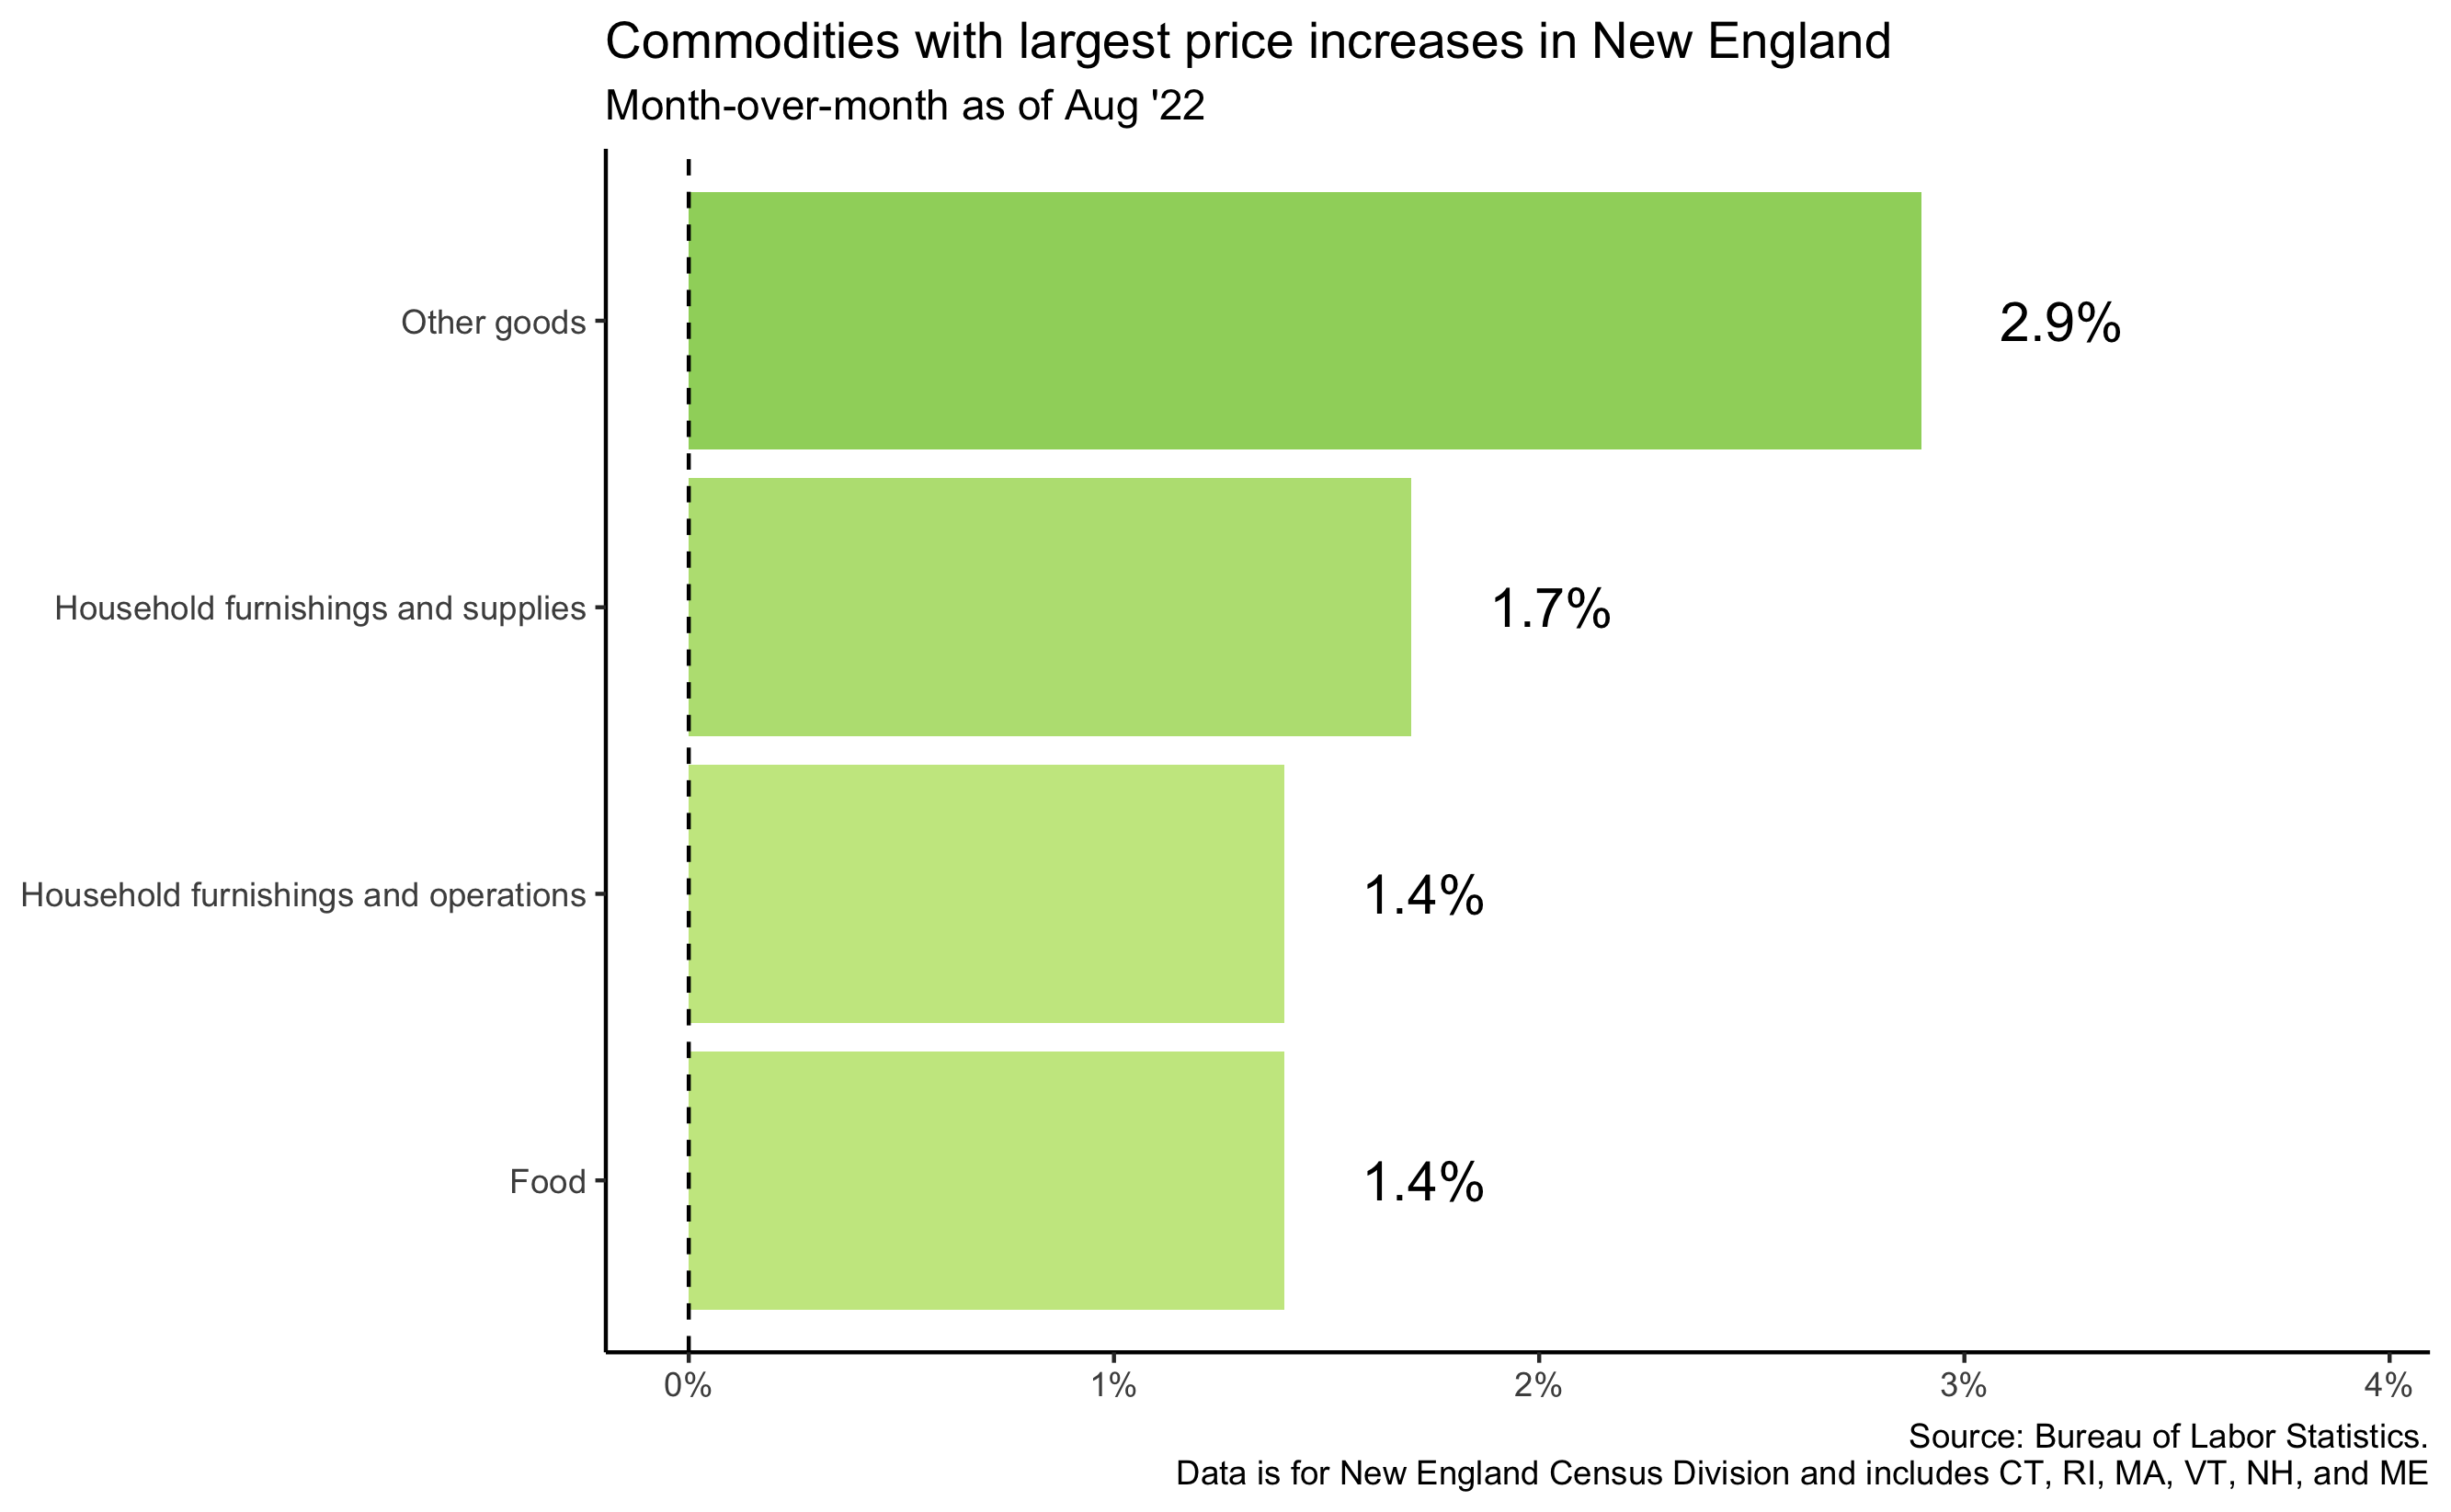 Commodities with largest price increases in New England
Month-over-month as of Aug '22
Other goods
2.9%
Household furnishings and supplies
1.7%
Household furnishings and operations
1.4%
Food
1.4%
0%
1%
2%
3%
4%
Source: Bureau of Labor Statistics.
Data is for New England Census Division and includes CT, RI, MA, VT, NH, and ME